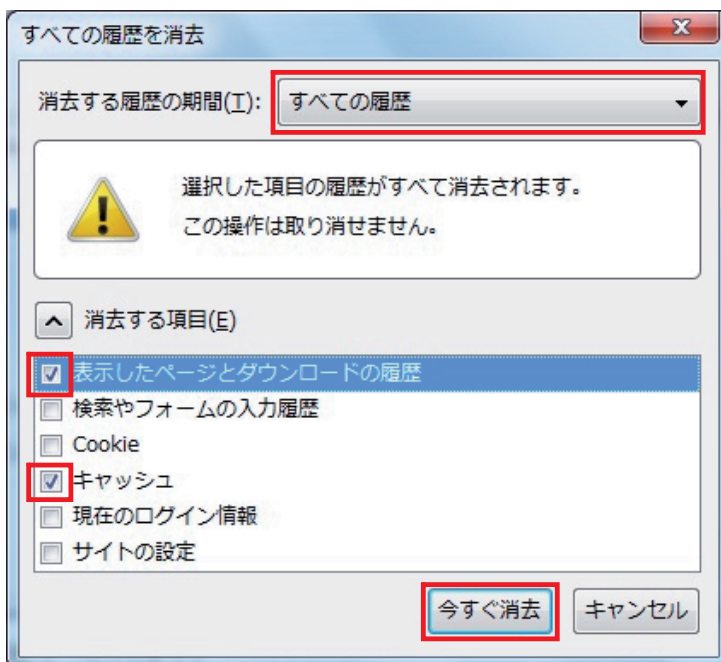 すべての履歴を消去
消去する履歴の期間(T): すべての履歴
選択した項目の履歴がすべて消去されます。
この操作は取り消せません。
消去する項目(E)
表示したページとダウンロードの履歴
検索やフォームの入力履歴
Cookie
キャッシュ
現在のログイン情報
サイトの設定
今すぐ消去 キャンセル